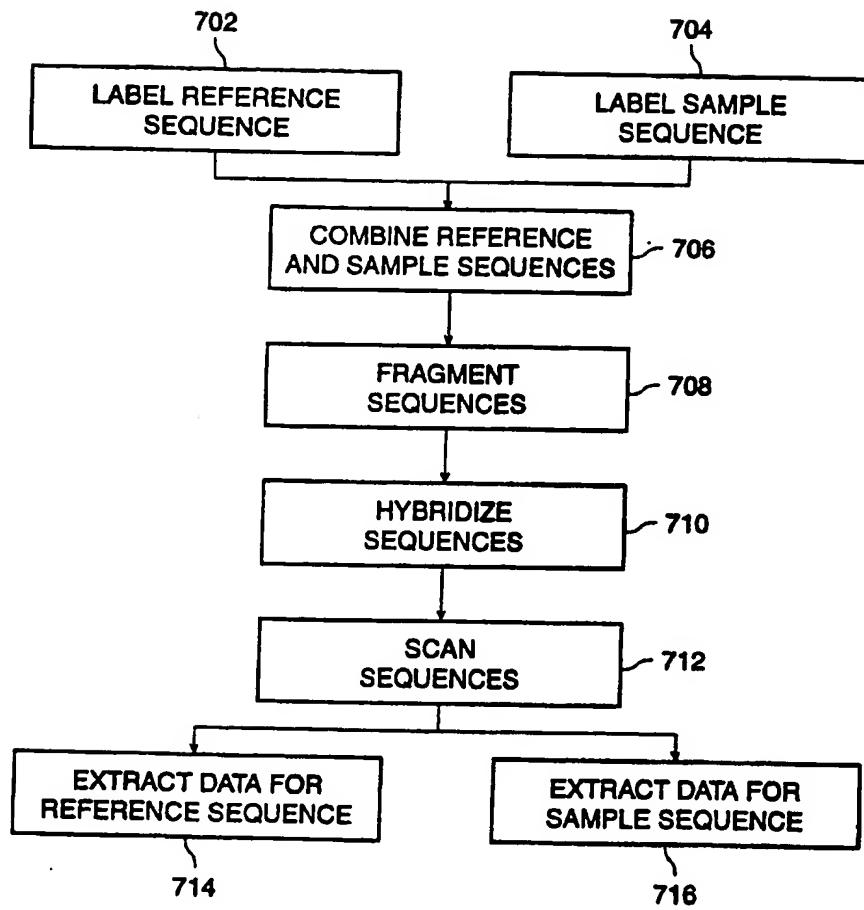 702
704
LABEL REFERENCE
SEQUENCE
LABEL SAMPLE
SEQUENCE
COMBINE REFERENCE
AND SAMPLE SEQUENCES
706
FRAGMENT
SEQUENCES
708
HYBRIDIZE
SEQUENCES
710
SCAN
SEQUENCES
712
EXTRACT DATA FOR
REFERENCE SEQUENCE
EXTRACT DATA FOR
SAMPLE SEQUENCE
714
716